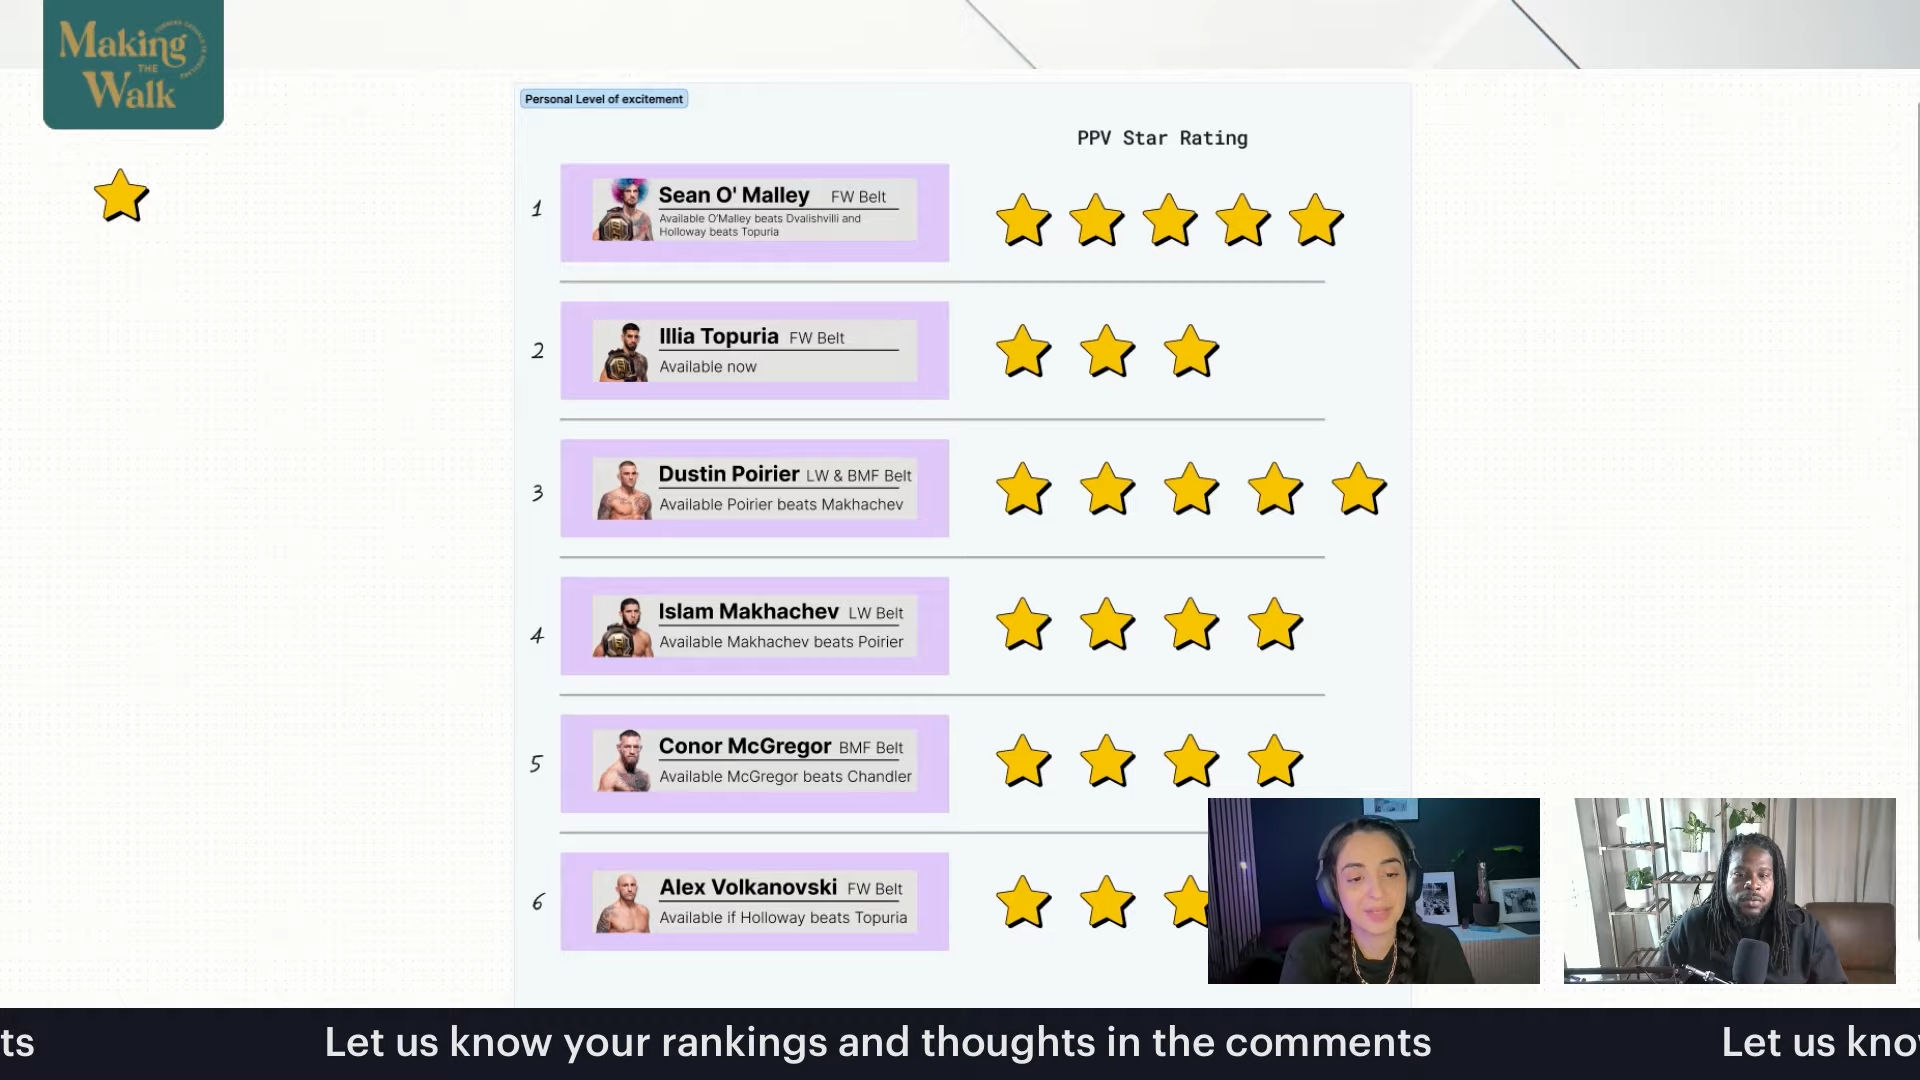 Making
THE
Walk
Personal Level of excitement
PPV Star Rating
1
Sean O' Malley FW Belt
Available O'Malley beats Dvalishvilli and
Holloway beats Topuria
2
Illia Topuria FW Belt
Available now
3
Dustin Poirier LW & BMF Belt
Available Poirier beats Makhachev
4
Islam Makhachev LW Belt
Available Makhachev beats Poirier
5
Conor McGregor BMF Belt
Available McGregor beats Chandler
6
Alex Volkanovski FW Belt
Available if Holloway beats Topuria
ts Let us know your rankings and thoughts in the comments Let us kno